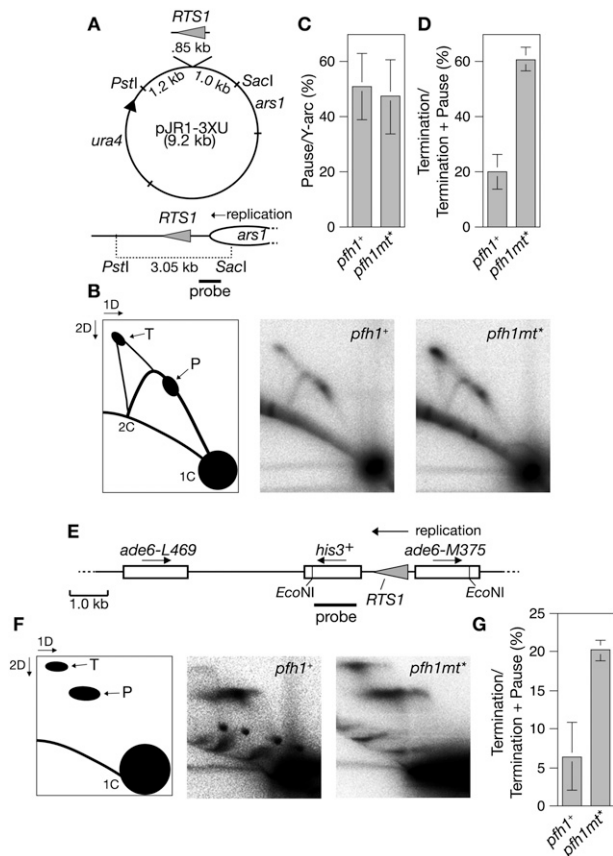 A
RTS1
.85 kb
PstI
1.2 kb
1.0 kb
SacI
ars1
ura4
pJR1-3XU
(9.2 kb)
RTS1
←replication
ars1
PstI
3.05 kb
SacI
probe
C
Pause/Y-arc (%)
60
40
20
0
pfh1+
pfh1mt*
D
Termination/
Termination + Pause (%)
60
40
20
0
pfh1+
pfh1mt*
B
1D
2D
T
P
2C
1C
pfh1+
pfh1mt*
E
← replication
ade6-L469
his3+
ade6-M375
EcoNI
RTS1
EcoNI
1.0 kb
probe
F
1D
2D
T
P
1C
pfh1+
pfh1mt*
G
Termination/
Termination + Pause (%)
25
20
15
10
5
0
pfh1+
pfh1mt*